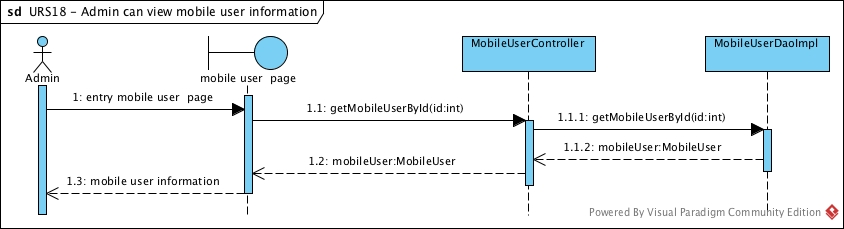 sd URS18 - Admin can view mobile user information
MobileUserController
MobileUserDaoImpl
Admin
mobile user page
1: entry mobile user page
1.1: getMobileUserById(id:int)
1.1.1: getMobileUserById(id:int)
1.1.2: mobileUser:MobileUser
1.2: mobileUser:MobileUser
1.3: mobile user information
Powered By Visual Paradigm Community Edition